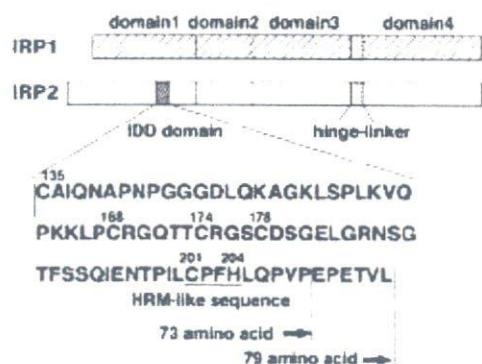 domain1 domain2 domain3 domain4
IRP1
IRP2
IDD domain hinge-linker
135
CAIQNAPNPGGGDLQKAGKLSPLKVQ
168 174 178
PKKLPCRGQTTCRGSCDSGELGRNSG
201 204
TFSSQIENTPILCPFHLQPVPEPETVL
HRM-like sequence
73 amino acid
79 amino acid